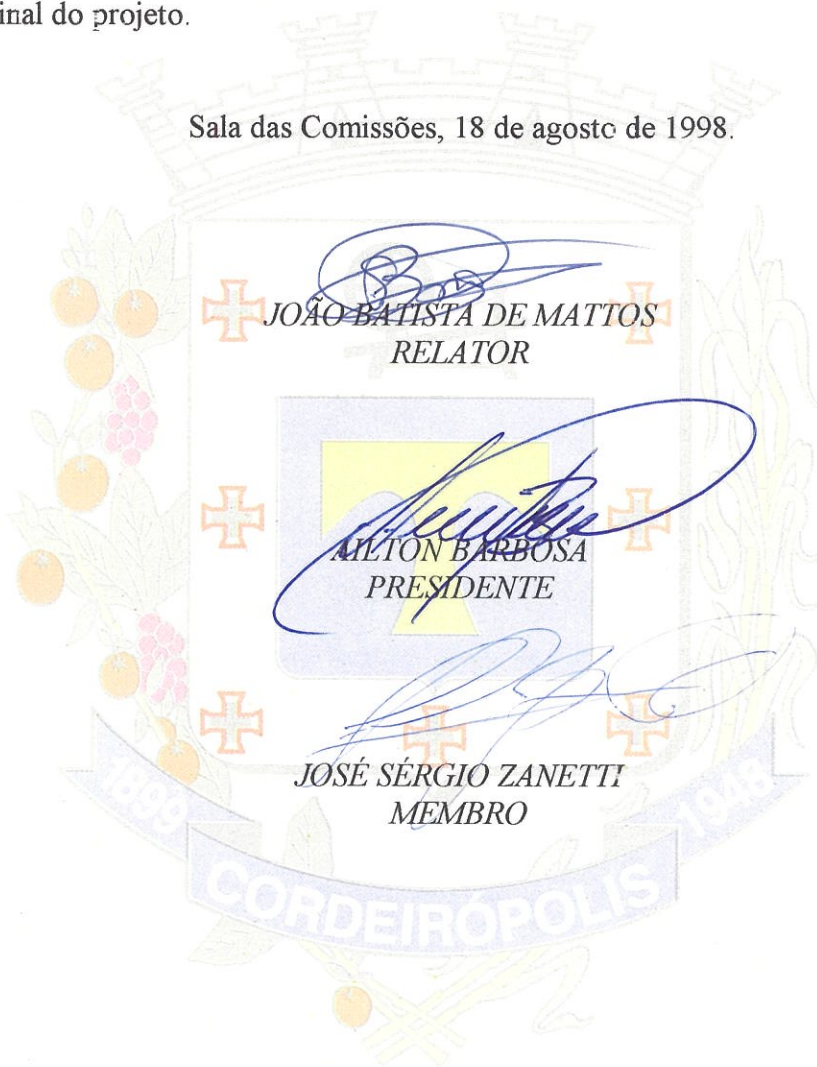 inal do projeto.
Sala das Comissões, 18 de agosto de 1998.
JOÃO BATISTA DE MATTOS
RELATOR
AILTON BARBOSA
PRESIDENTE
JOSÉ SÉRGIO ZANETTI
MEMBRO
1899
1948
CORDEIRÓPOLIS